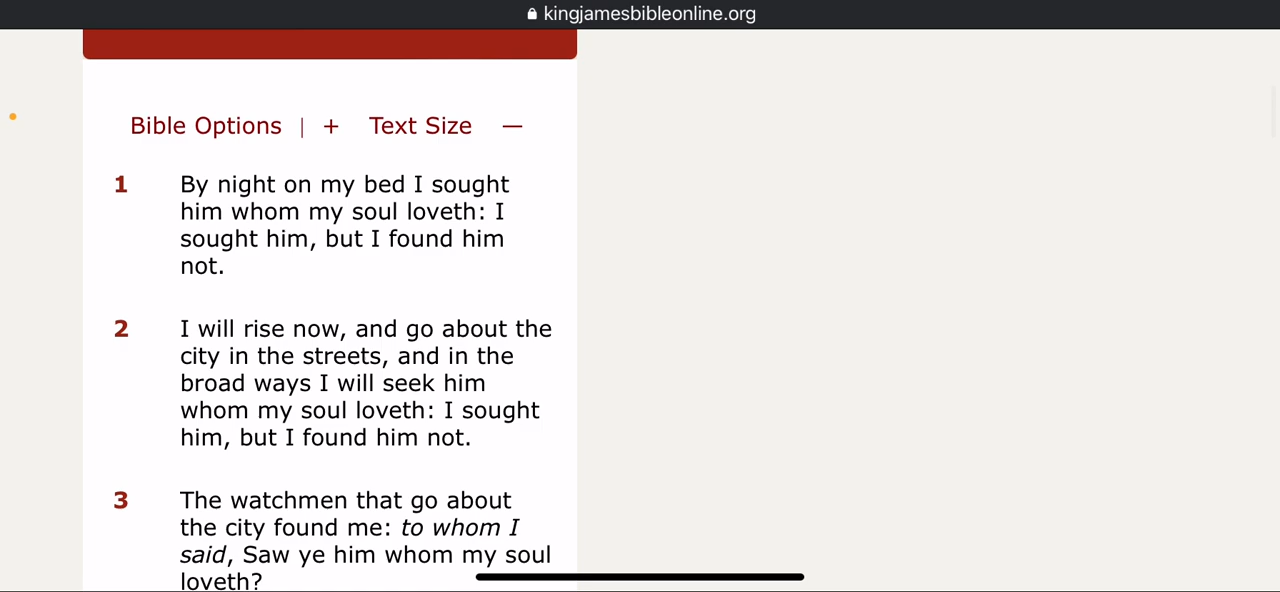 kingjamesbibleonline.org
Bible Options | + Text Size —
1 By night on my bed I sought
him whom my soul loveth: I
sought him, but I found him
not.
2 I will rise now, and go about the
city in the streets, and in the
broad ways I will seek him
whom my soul loveth: I sought
him, but I found him not.
3 The watchmen that go about
the city found me: to whom I
said, Saw ye him whom my soul
loveth?